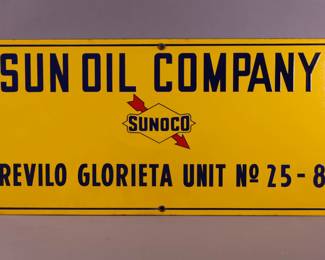 SUN OIL COMPANY
SUNOCO
REVILO GLORIETA UNIT Nº 25-8